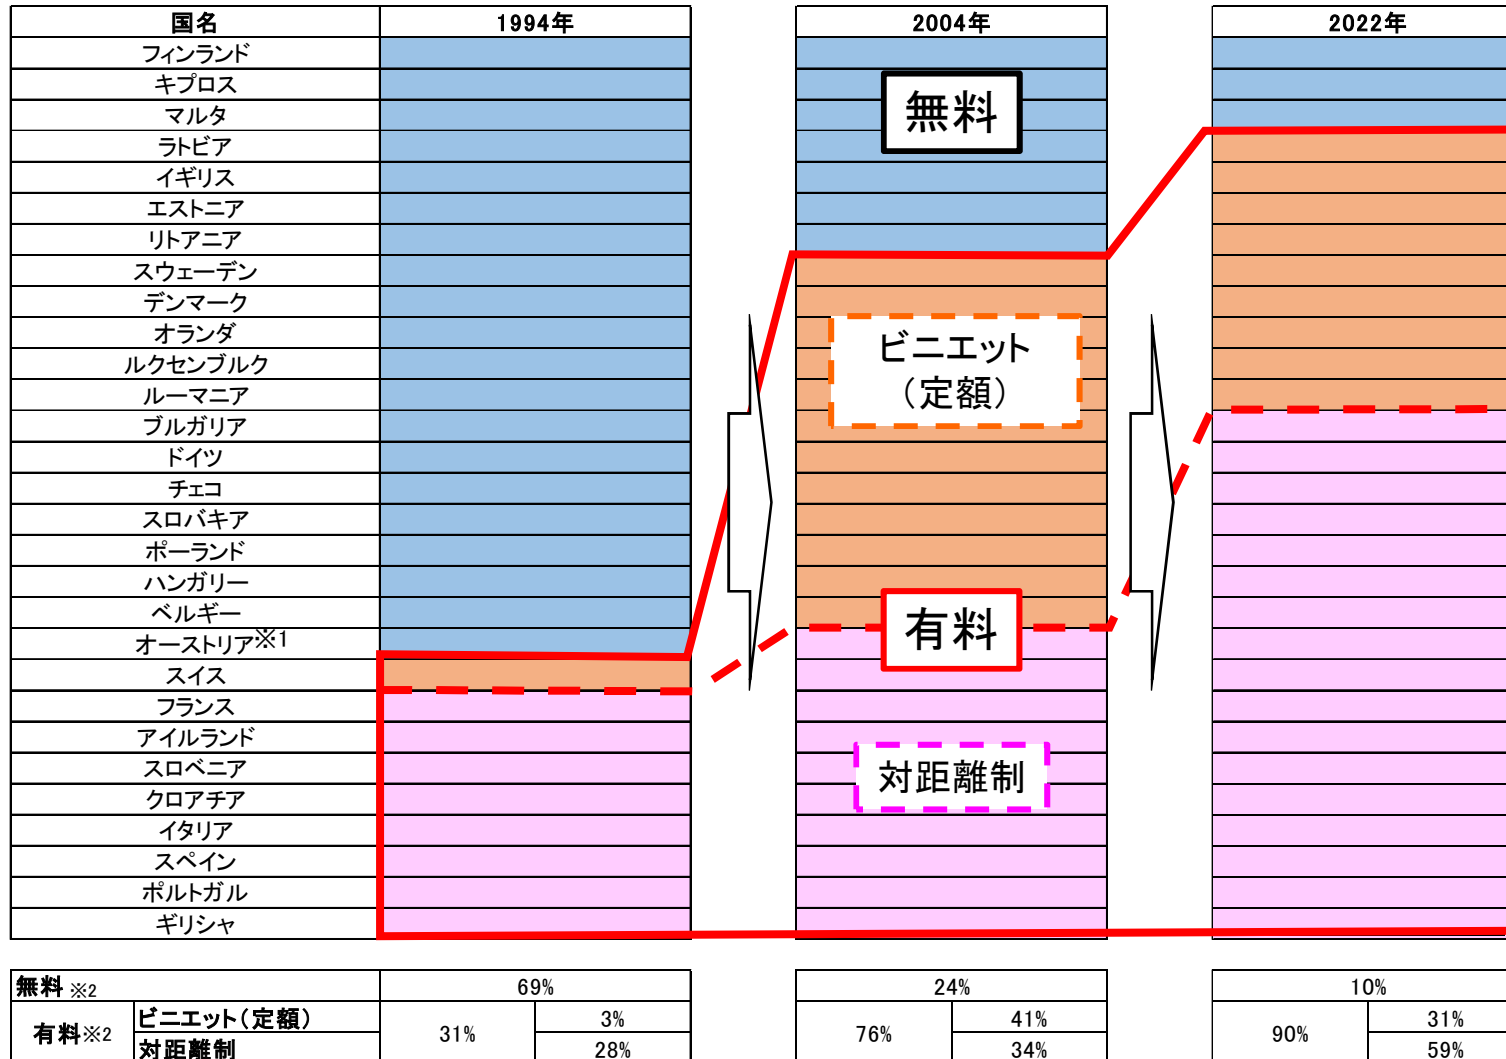 国名 1994年 2004年 2022年
フィンランド
キプロス
マルタ
ラトビア
イギリス
エストニア
リトアニア
スウェーデン
デンマーク
オランダ
ルクセンブルク
ルーマニア
ブルガリア
ドイツ
チェコ
スロバキア
ポーランド
ハンガリー
ベルギー
オーストリア※1
スイス
フランス
アイルランド
スロベニア
クロアチア
イタリア
スペイン
ポルトガル
ギリシャ
無料
ビニエット
（定額）
有料
対距離制
無料 ※2 69% 24% 10%
有料※2 ビニエット（定額） 31% 3% 76% 41% 90% 31%
対距離制 28% 34% 59%